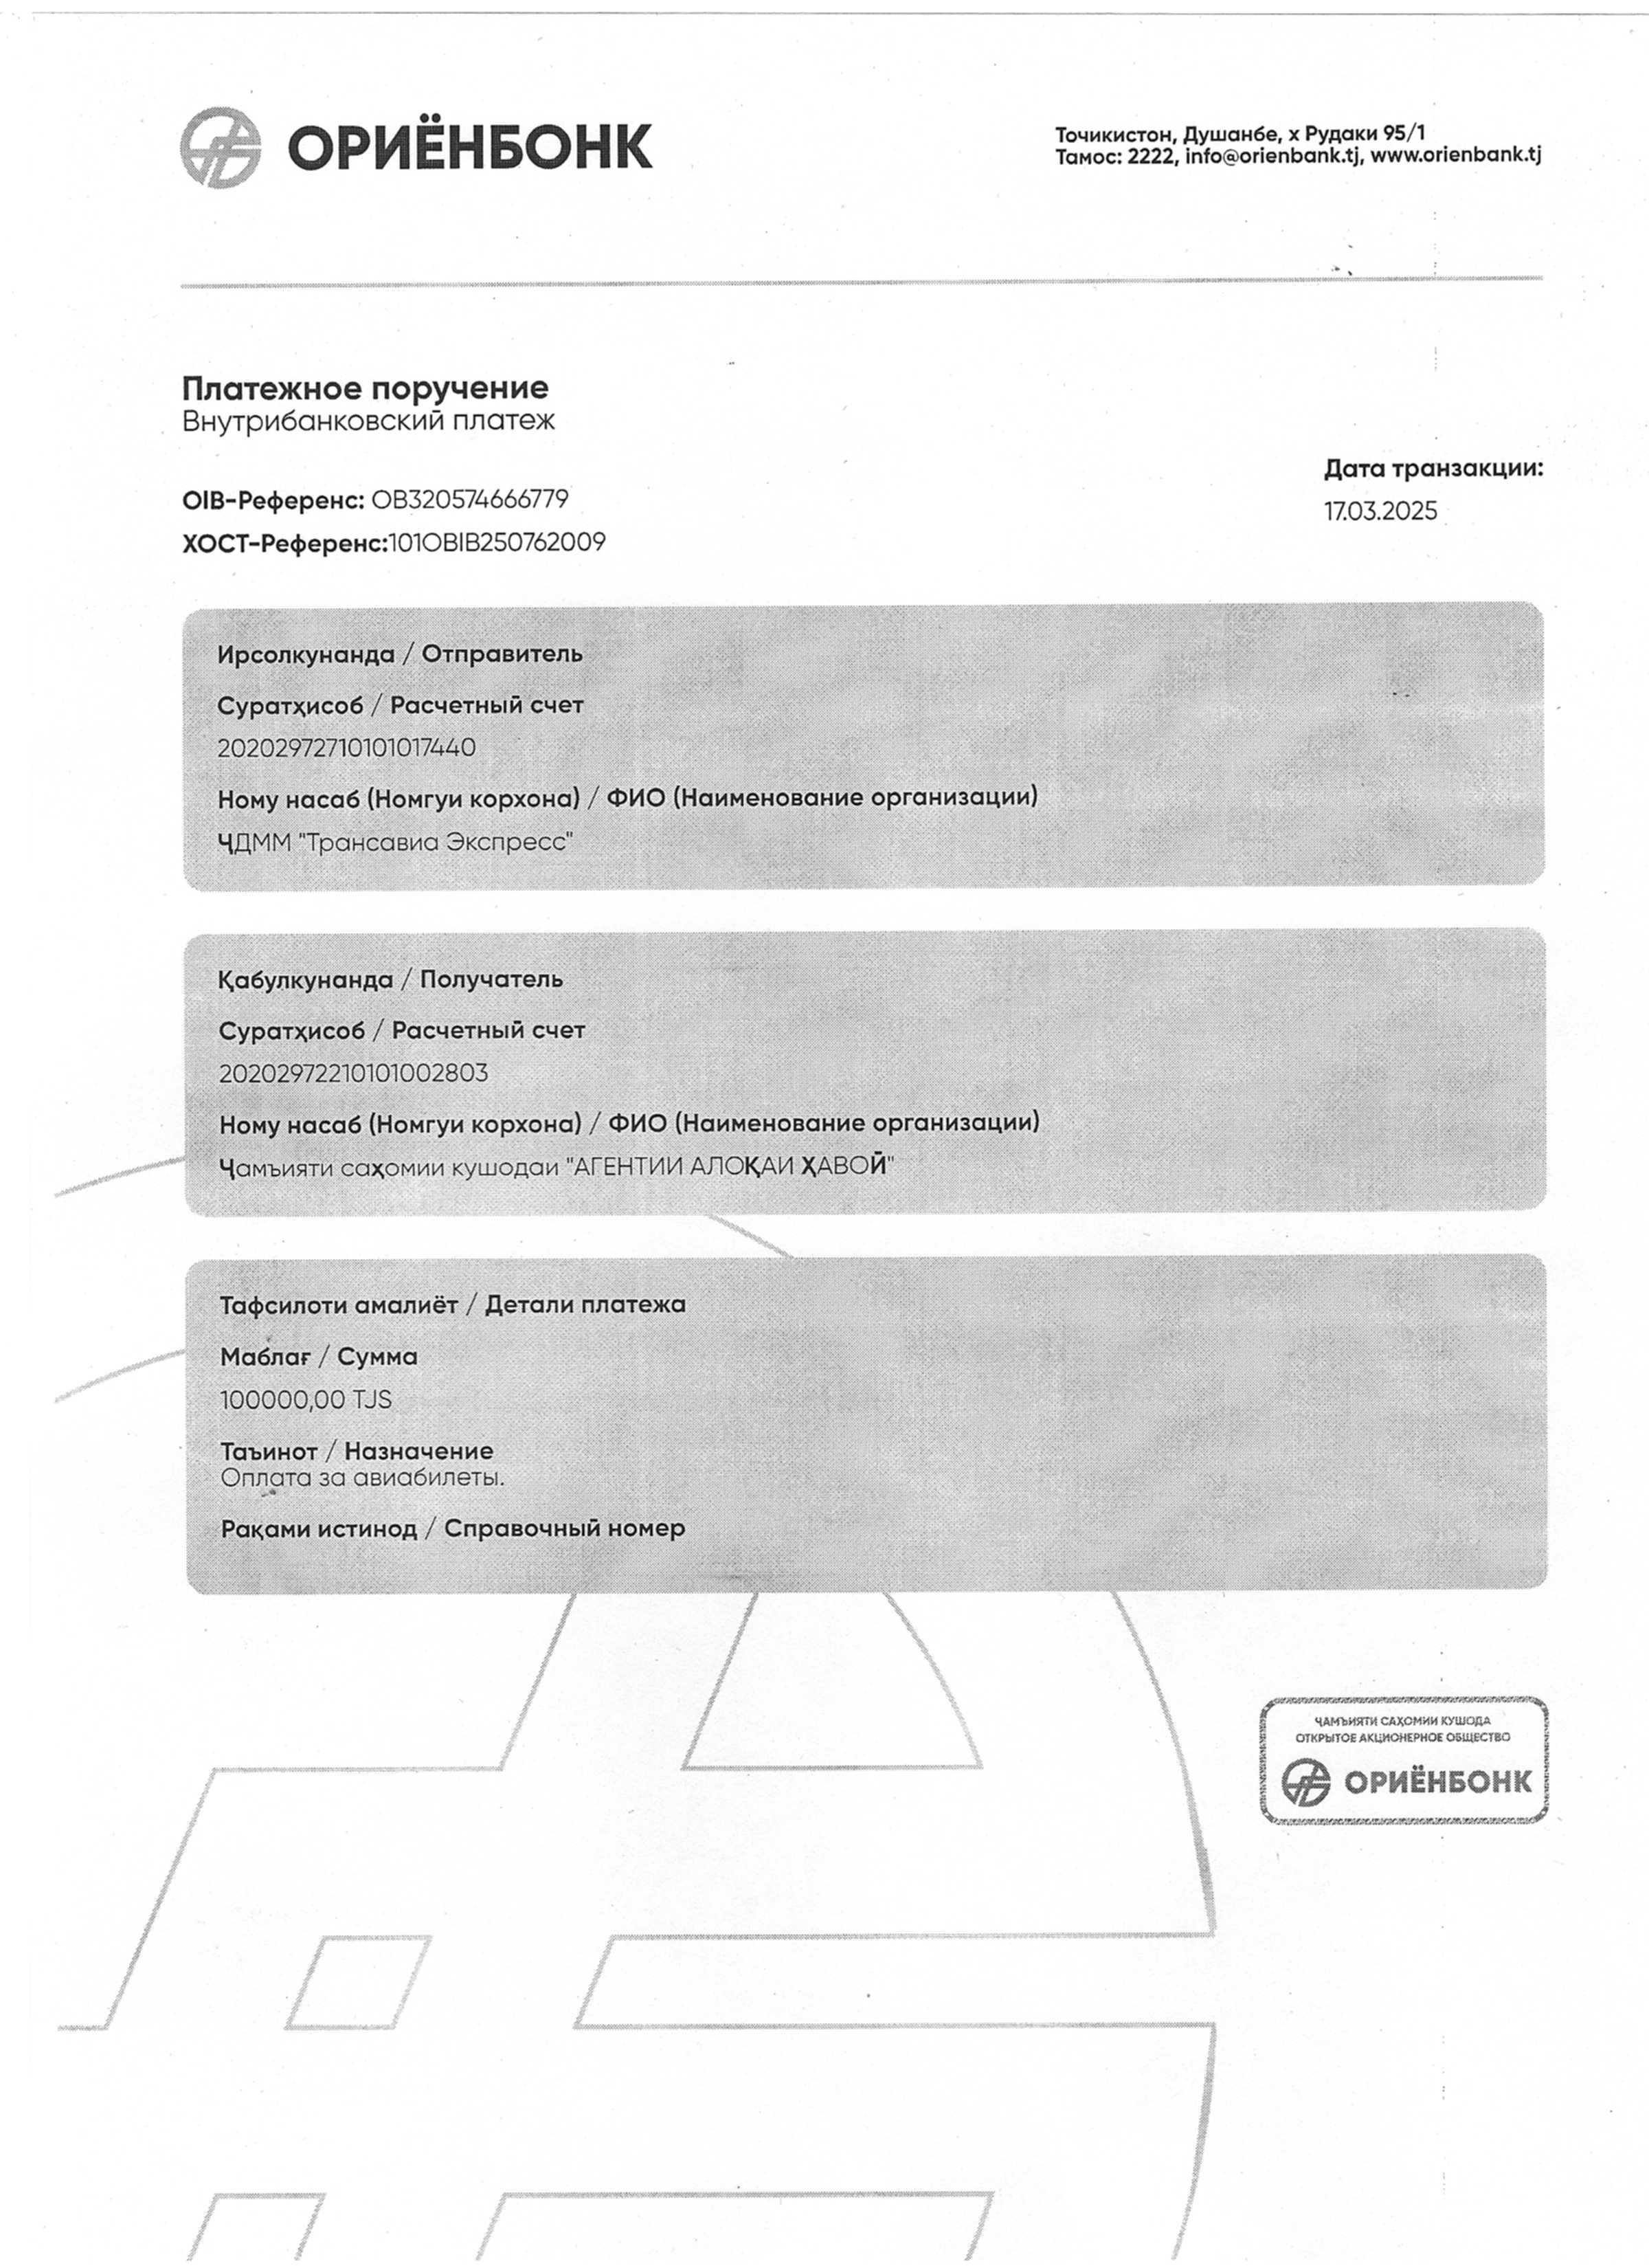 ОРИЁНБОНК
Точикистон, Душанбе, х Рудаки 95/1
Тамос: 2222, info@orienbank.tj, www.orienbank.tj
Платежное поручение
Внутрибанковский платеж
Дата транзакции:
OIB-Референс: OB320574666779
17.03.2025
ХОСТ-Референс:101OBIB250762009
Ирсолкунанда / Отправитель
Суратҳисоб / Расчетный счет
20202972710101017440
Ному насаб (Номгуи корхона) / ФИО (Наименование организации)
ҶДММ "Трансавиа Экспресс"
Қабулкунанда / Получатель
Суратҳисоб / Расчетный счет
20202972210101002803
Ному насаб (Номгуи корхона) / ФИО (Наименование организации)
Ҷамъияти саҳомии кушодаи "АГЕНТИИ АЛОҚАИ ҲАВОӢ"
Тафсилоти амалиёт / Детали платежа
Маблағ / Сумма
100000,00 TJS
Таъинот / Назначение
Оплата за авиабилеты.
Рақами истинод / Справочный номер
ҶАМЪИЯТИ САҲОМИИ КУШОДА
ОТКРЫТОЕ АКЦИОНЕРНОЕ ОБЩЕСТВО
ОРИЁНБОНК